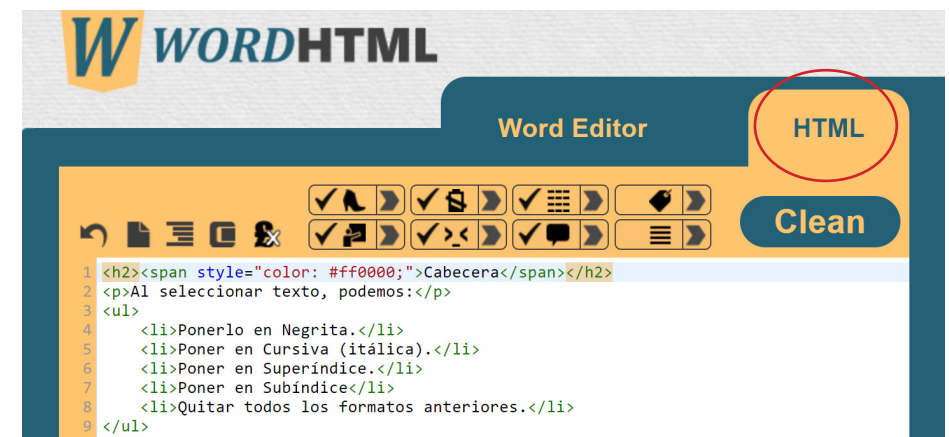 W WORDHTML
Word Editor
HTML
Clean
1 <h2><span style="color: #ff0000;">Cabecera</span></h2>
2 <p>Al seleccionar texto, podemos:</p>
3 <ul>
4 <li>Ponerlo en Negrita.</li>
5 <li>Poner en Cursiva (itálica).</li>
6 <li>Poner en Superíndice.</li>
7 <li>Poner en Subíndice</li>
8 <li>Quitar todos los formatos anteriores.</li>
9 </ul>